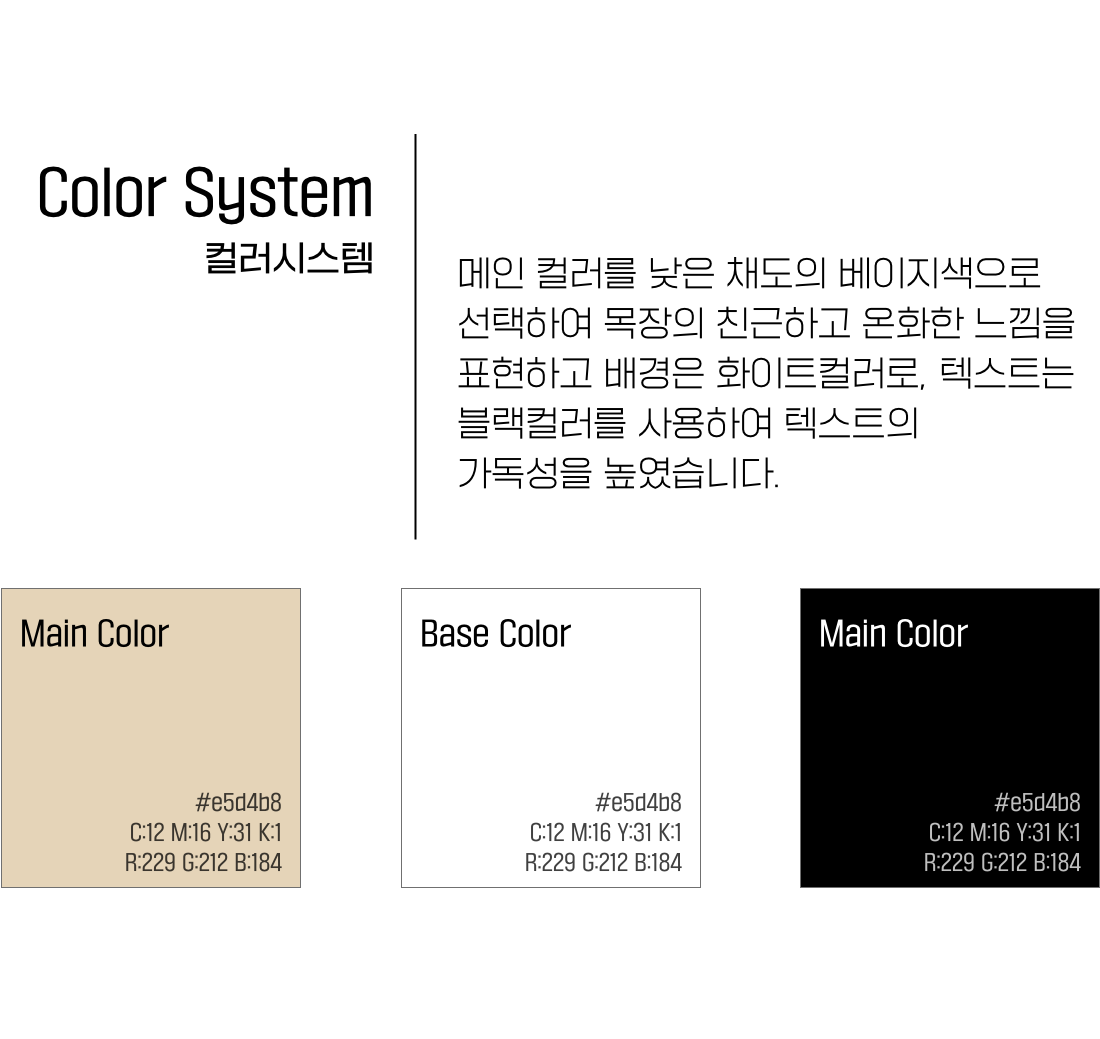 Color System
컬러시스템
메인 컬러를 낮은 채도의 베이지색으로
선택하여 목장의 친근하고 온화한 느낌을
표현하고 배경은 화이트컬러로, 텍스트는
블랙컬러를 사용하여 텍스트의
가독성을 높였습니다.
Main Color
#e5d4b8
C:12 M:16 Y:31 K:1
R:229 G:212 B:184
Base Color
#e5d4b8
C:12 M:16 Y:31 K:1
R:229 G:212 B:184
Main Color
#e5d4b8
C:12 M:16 Y:31 K:1
R:229 G:212 B:184